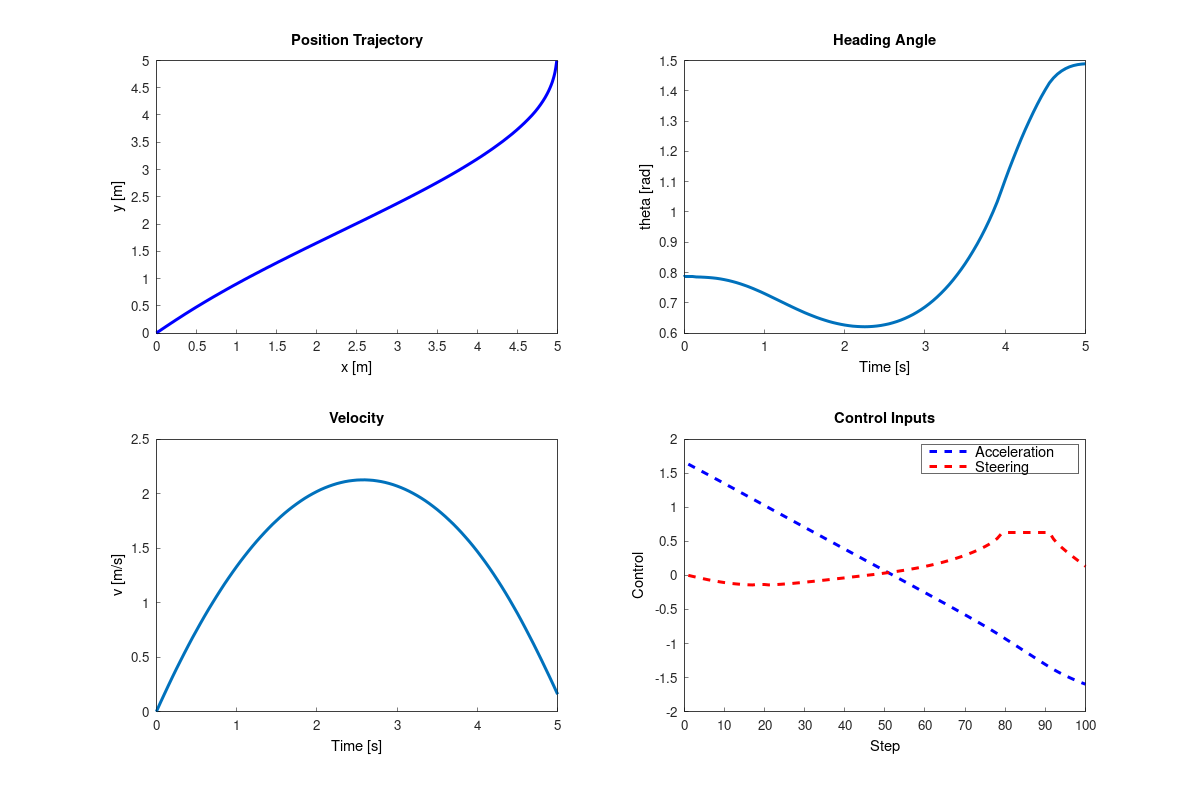 Position Trajectory
5
4.5
4
3.5
3
2.5
2
1.5
1
0.5
0
y [m]
0 0.5 1 1.5 2 2.5 3 3.5 4 4.5 5
x [m]
Heading Angle
1.5
1.4
1.3
1.2
1.1
1
0.9
0.8
0.7
0.6
theta [rad]
0 1 2 3 4 5
Time [s]
Velocity
2.5
2
1.5
1
0.5
0
v [m/s]
0 1 2 3 4 5
Time [s]
Control Inputs
Acceleration
Steering
2
1.5
1
0.5
0
-0.5
-1
-1.5
-2
Control
0 10 20 30 40 50 60 70 80 90 100
Step